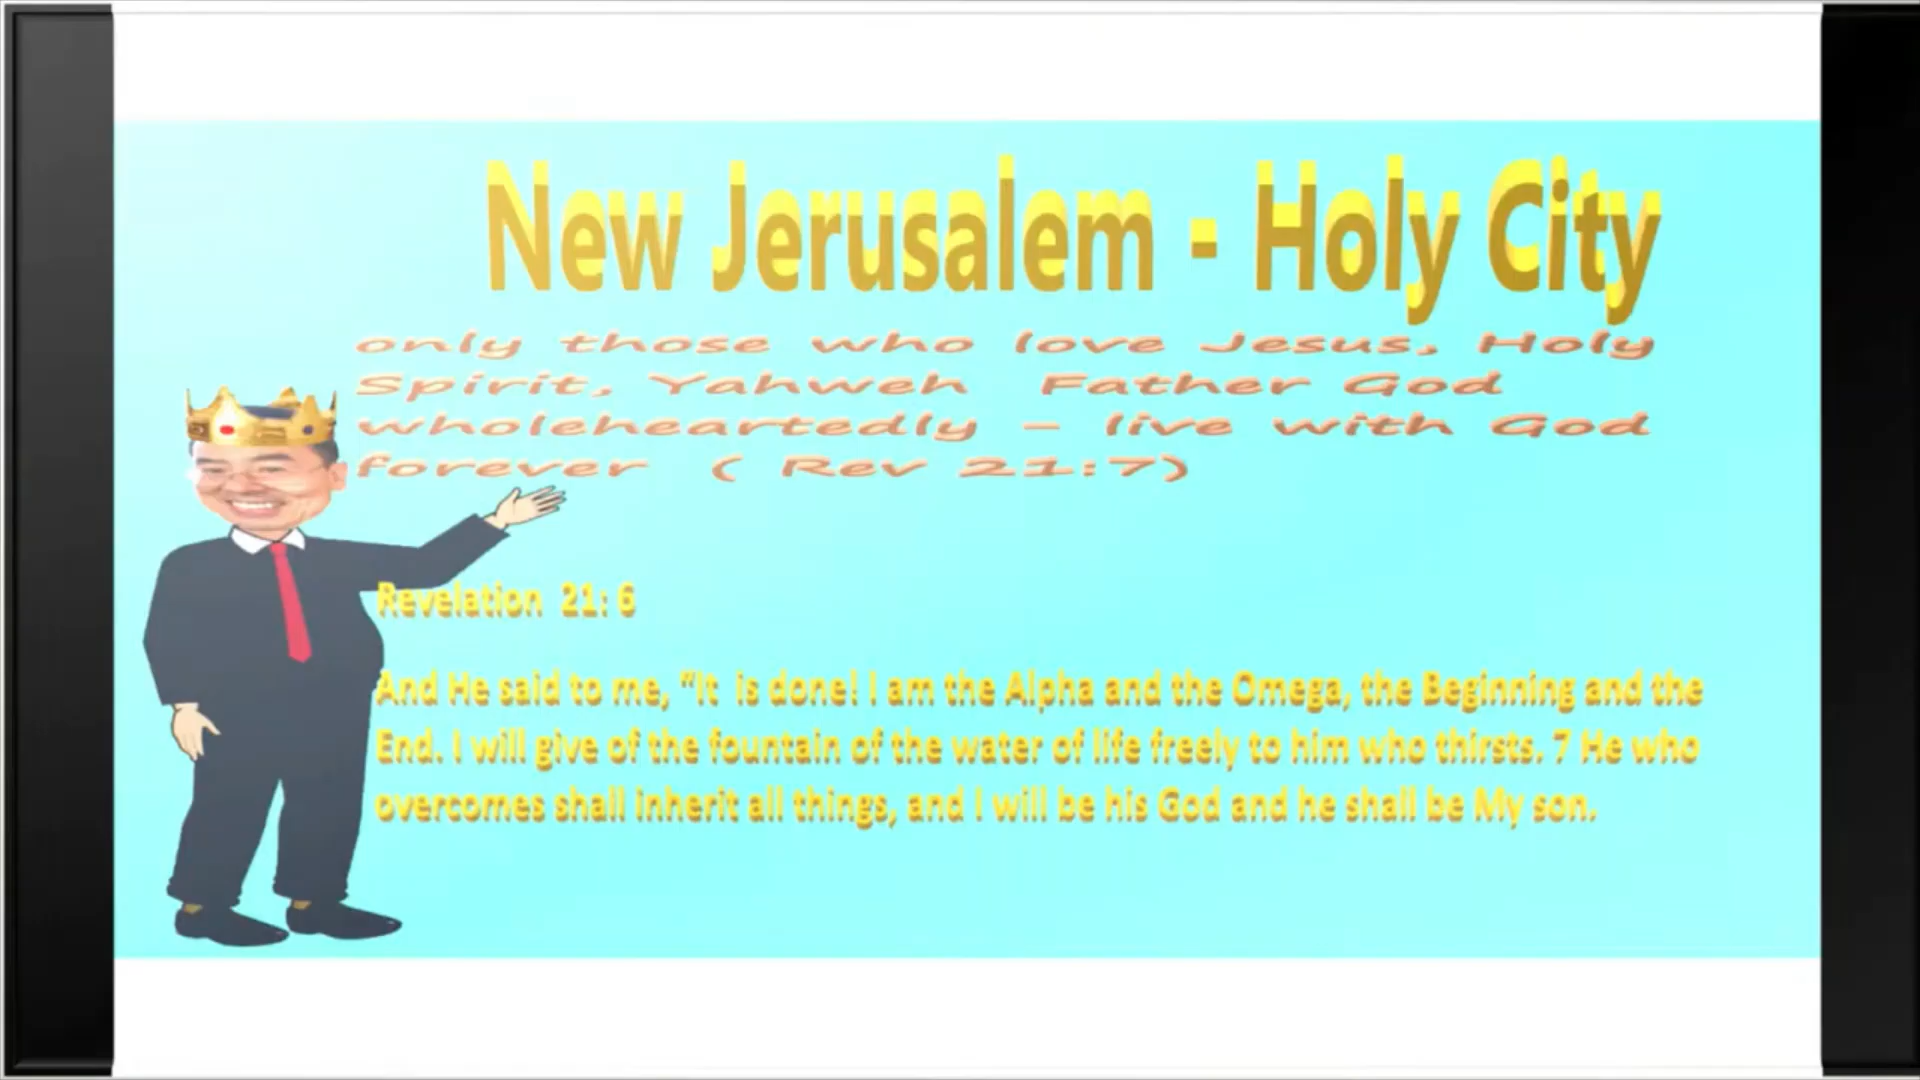 New Jerusalem - Holy City
only those who love Jesus, Holy
Spirit, Yahweh Father God
wholeheartedly – live with God
forever ( Rev 21:7)
Revelation 21: 6
And He said to me, “It is done! I am the Alpha and the Omega, the Beginning and the
End. I will give of the fountain of the water of life freely to him who thirsts. 7 He who
overcomes shall inherit all things, and I will be his God and he shall be My son.